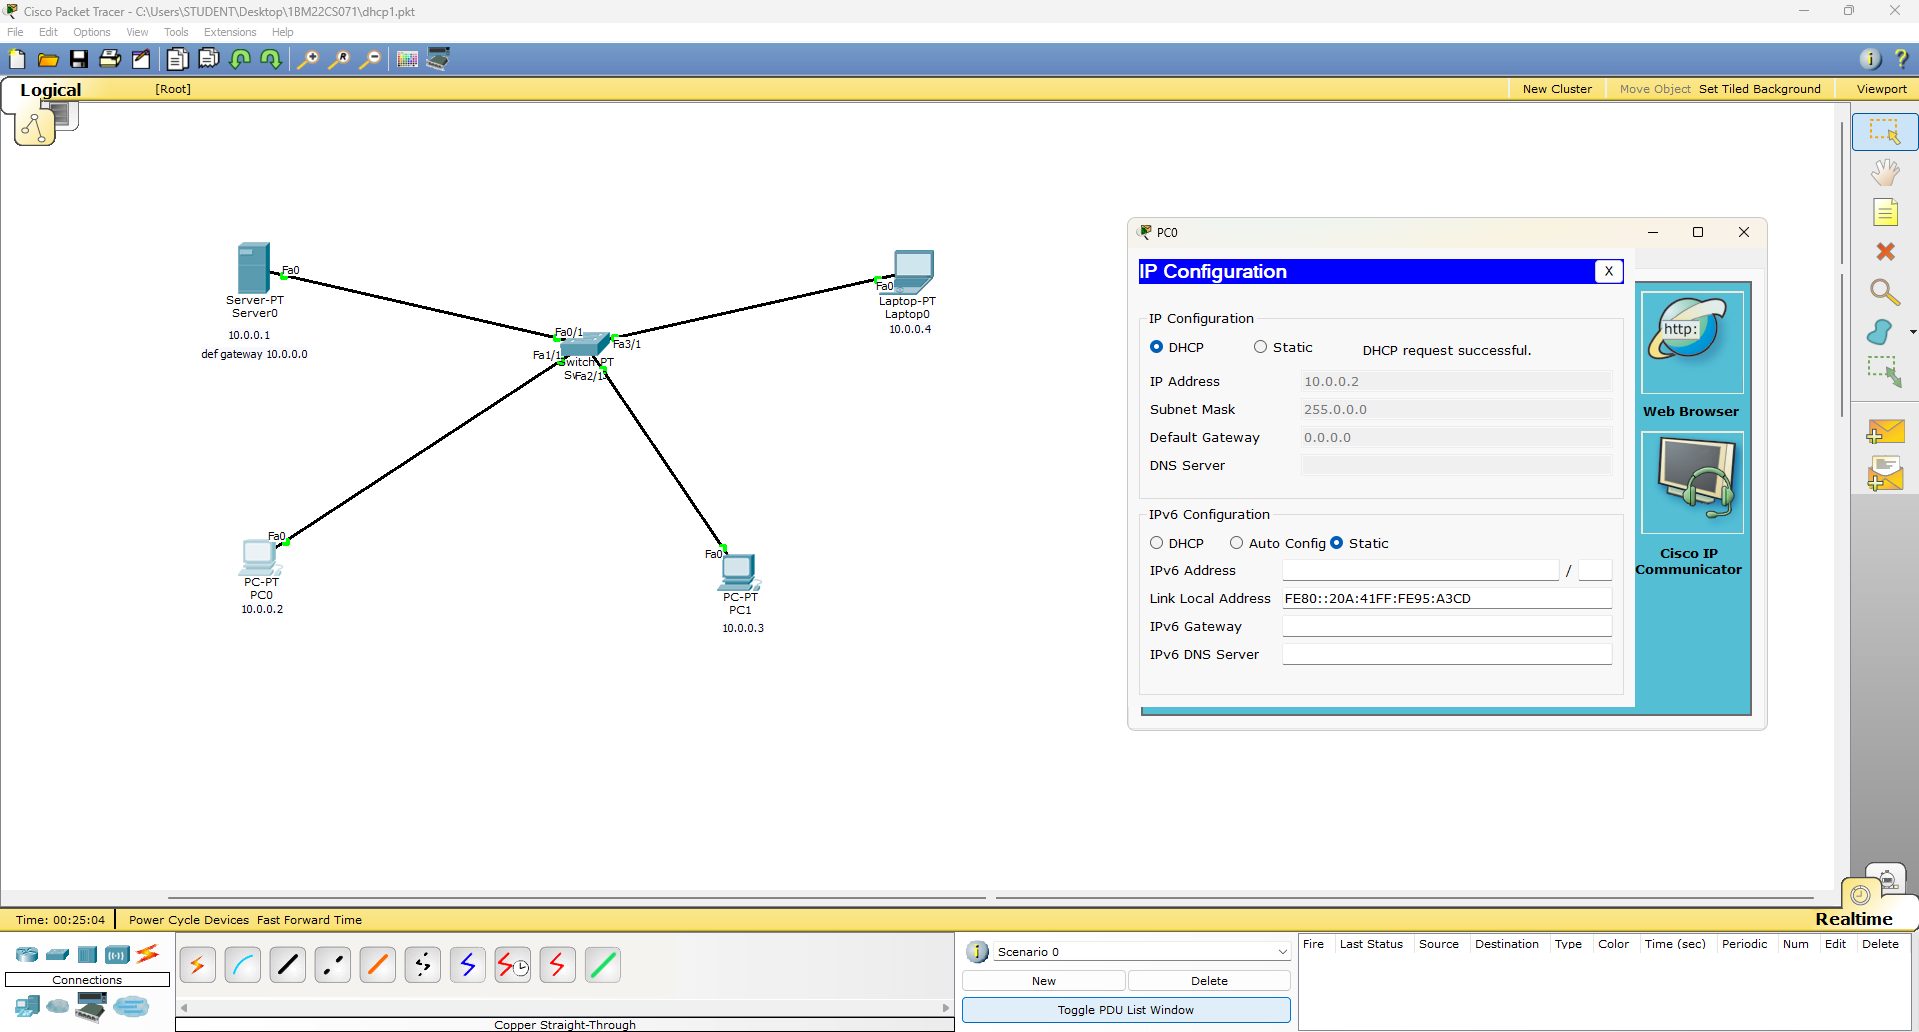 Cisco Packet Tracer - C:\Users\STUDENT\Desktop\1BM22CS071\dhcp1.pkt
File Edit Options View Tools Extensions Help
Logical [Root] New Cluster Move Object Set Tiled Background Viewport
Fa0
Server-PT
Server0
10.0.0.1
def gateway 10.0.0.0
Fa0
Laptop-PT
Laptop0
10.0.0.4
Fa0/1
Fa3/1
Fa1/1
Switch-PT
Fa2/1
Fa0
PC-PT
PC0
10.0.0.2
Fa0
PC-PT
PC1
10.0.0.3
PC0
IP Configuration X
IP Configuration
DHCP Static DHCP request successful.
IP Address 10.0.0.2
Subnet Mask 255.0.0.0
Default Gateway 0.0.0.0
DNS Server
IPv6 Configuration
DHCP Auto Config Static
IPv6 Address /
Link Local Address FE80::20A:41FF:FE95:A3CD
IPv6 Gateway
IPv6 DNS Server
http:
Web Browser
Cisco IP
Communicator
Time: 00:25:04 Power Cycle Devices Fast Forward Time
Realtime
Connections
Copper Straight-Through
Scenario 0
New Delete
Toggle PDU List Window
Fire Last Status Source Destination Type Color Time (sec) Periodic Num Edit Delete